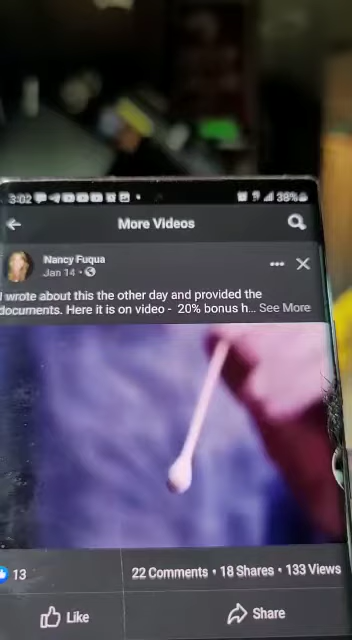 3:02 38%
More Videos
Nancy Fuqua
Jan 14 •
I wrote about this the other day and provided the
documents. Here it is on video - 20% bonus h... See More
13
22 Comments • 18 Shares • 133 Views
Like Share